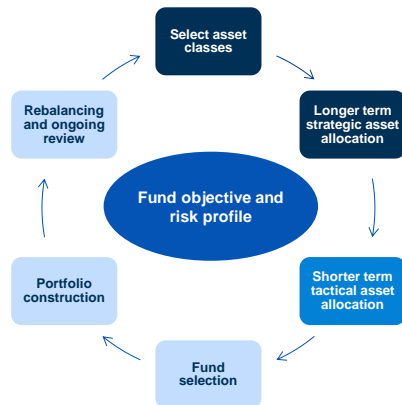 Select asset
classes
Longer term
strategic asset
allocation
Shorter term
tactical asset
allocation
Fund
selection
Portfolio
construction
Rebalancing
and ongoing
review
Fund objective and
risk profile